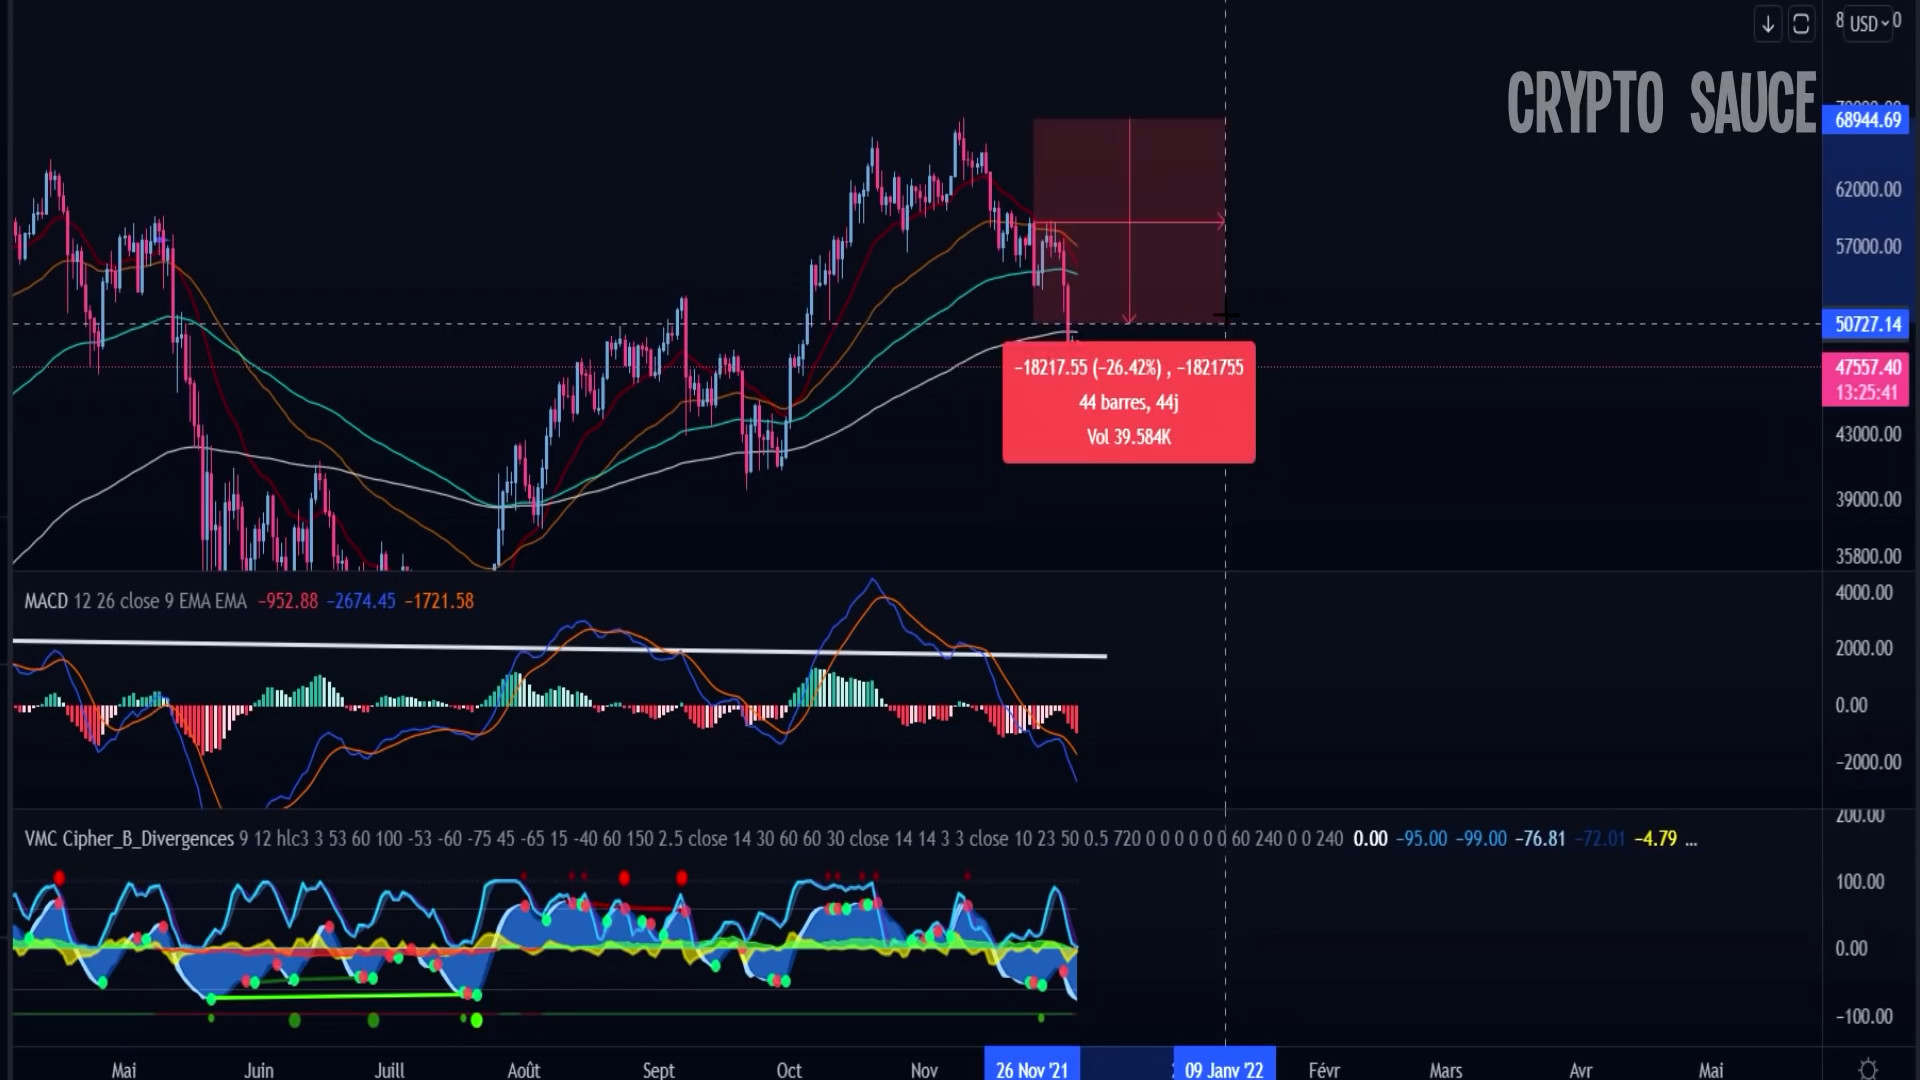 USD
CRYPTO SAUCE
68944.69
62000.00
57000.00
50727.14
47557.40
13:25:41
43000.00
39000.00
35800.00
−18217.55 (−26.42%) , −1821755
44 barres, 44j
Vol 39.584K
MACD 12 26 close 9 EMA EMA −952.88 −2674.45 −1721.58
4000.00
2000.00
0.00
−2000.00
VMC Cipher_B_Divergences 9 12 hlc3 3 53 60 100 -53 -60 -75 45 -65 15 -40 60 150 2.5 close 14 30 60 60 30 close 14 14 3 3 close 10 23 50 0.5 720 0 0 0 0 0 0 60 240 0 0 240 0.00 −95.00 −99.00 −76.81 −72.01 −4.79 ...
200.00
100.00
0.00
−100.00
Mai Juin Juill Août Sept Oct Nov 26 Nov '21 09 Janv '22 Févr Mars Avr Mai